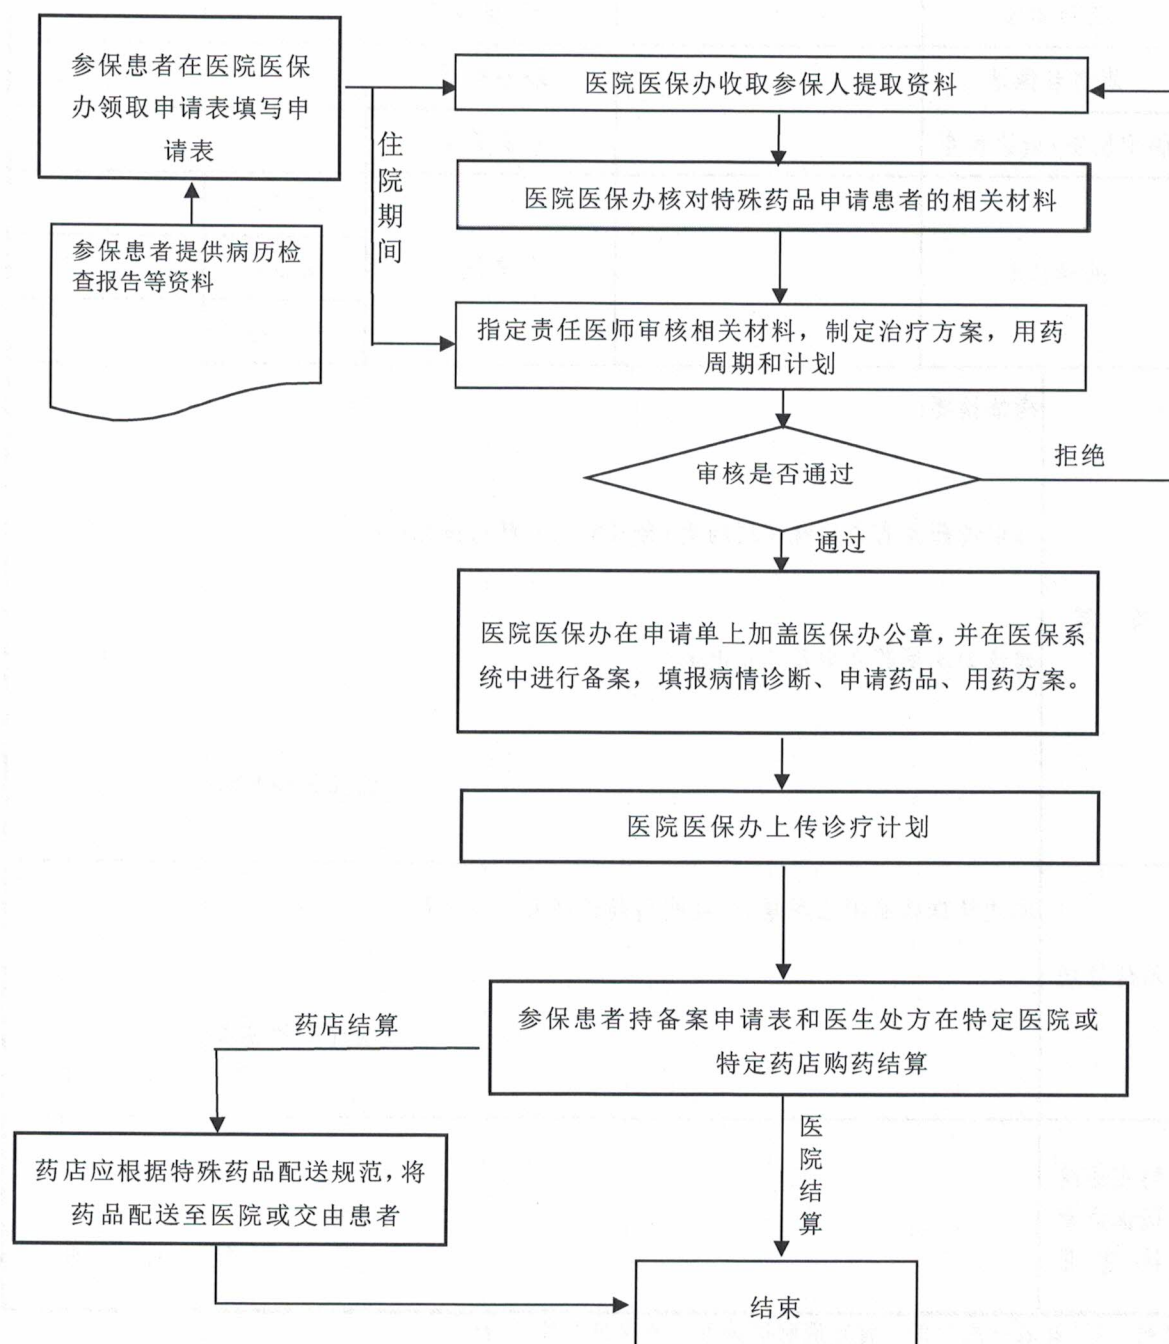 参保患者在医院医保
办领取申请表填写申
请表
参保患者提供病历检
查报告等资料
住院期间
医院医保办收取参保人提取资料
医院医保办核对特殊药品申请患者的相关材料
指定责任医师审核相关材料，制定治疗方案，用药
周期和计划
审核是否通过
拒绝
通过
医院医保办在申请单上加盖医保办公章，并在医保系
统中进行备案，填报病情诊断、申请药品、用药方案。
医院医保办上传诊疗计划
参保患者持备案申请表和医生处方在特定医院或
特定药店购药结算
药店结算
医院结算
药店应根据特殊药品配送规范，将
药品配送至医院或交由患者
结束